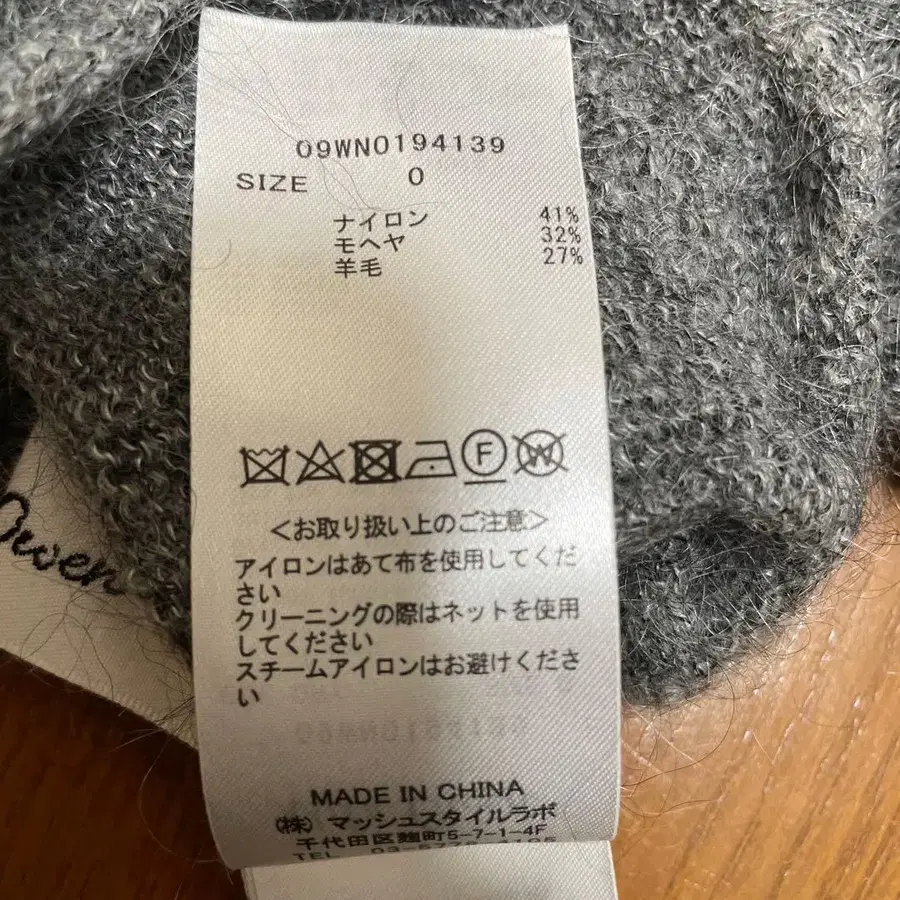 09WN0194139
SIZE 0
ナイロン 41%
モヘヤ 32%
羊毛 27%
F W
<お取り扱い上のご注意>
アイロンはあて布を使用してくだ
さい
クリーニングの際はネットを使用
してください
スチームアイロンはお避けくださ
い
MADE IN CHINA
(株) マッシュスタイルラボ
千代田区麹町5-7-1-4F
TEL
Owen